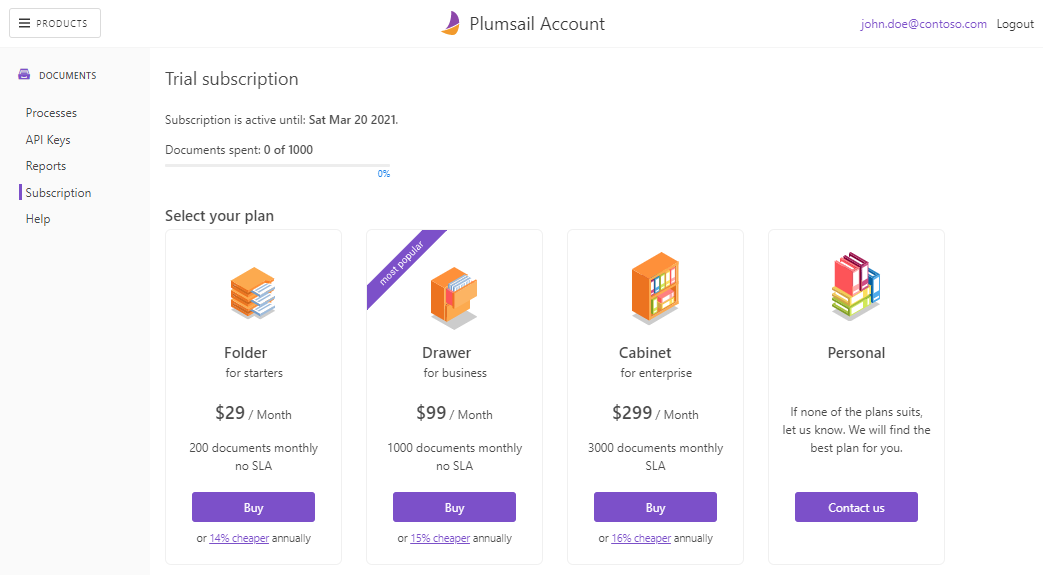 PRODUCTS
Plumsail Account
john.doe@contoso.com Logout
DOCUMENTS
Processes
API Keys
Reports
Subscription
Help
Trial subscription
Subscription is active until: Sat Mar 20 2021.
Documents spent: 0 of 1000
0%
Select your plan
Folder
for starters
$29 / Month
200 documents monthly
no SLA
Buy
or 14% cheaper annually
most popular
Drawer
for business
$99 / Month
1000 documents monthly
no SLA
Buy
or 15% cheaper annually
Cabinet
for enterprise
$299 / Month
3000 documents monthly
SLA
Buy
or 16% cheaper annually
Personal
If none of the plans suits,
let us know. We will find the
best plan for you.
Contact us